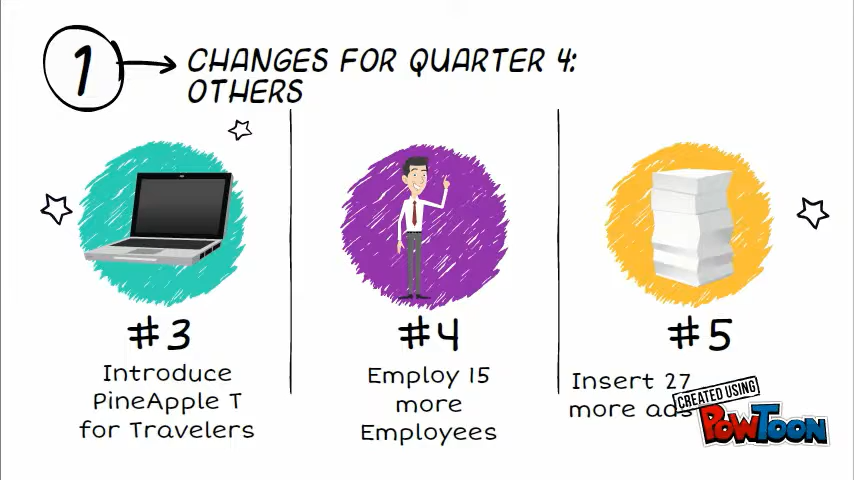 1
CHANGES FOR QUARTER 4:
OTHERS
#3
Introduce
PineApple T
for Travelers
#4
Employ 15
more
Employees
#5
Insert 27
more ads
CREATED USING
POWTOON